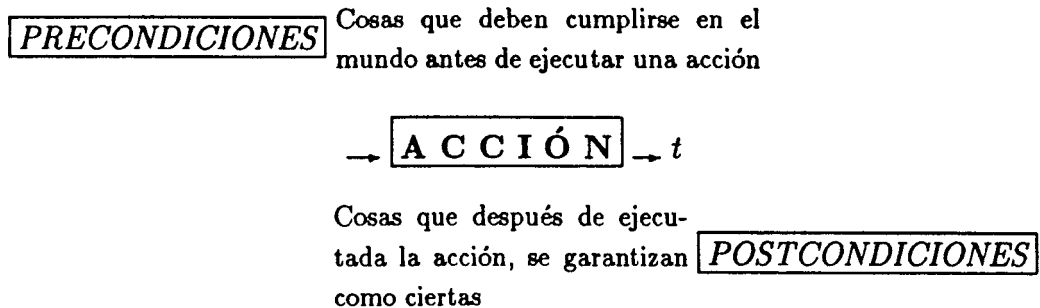 PRECONDICIONES
Cosas que deben cumplirse en el
mundo antes de ejecutar una acción
→ A C C I Ó N → t
Cosas que después de ejecu-
tada la acción, se garantizan
como ciertas
POSTCONDICIONES